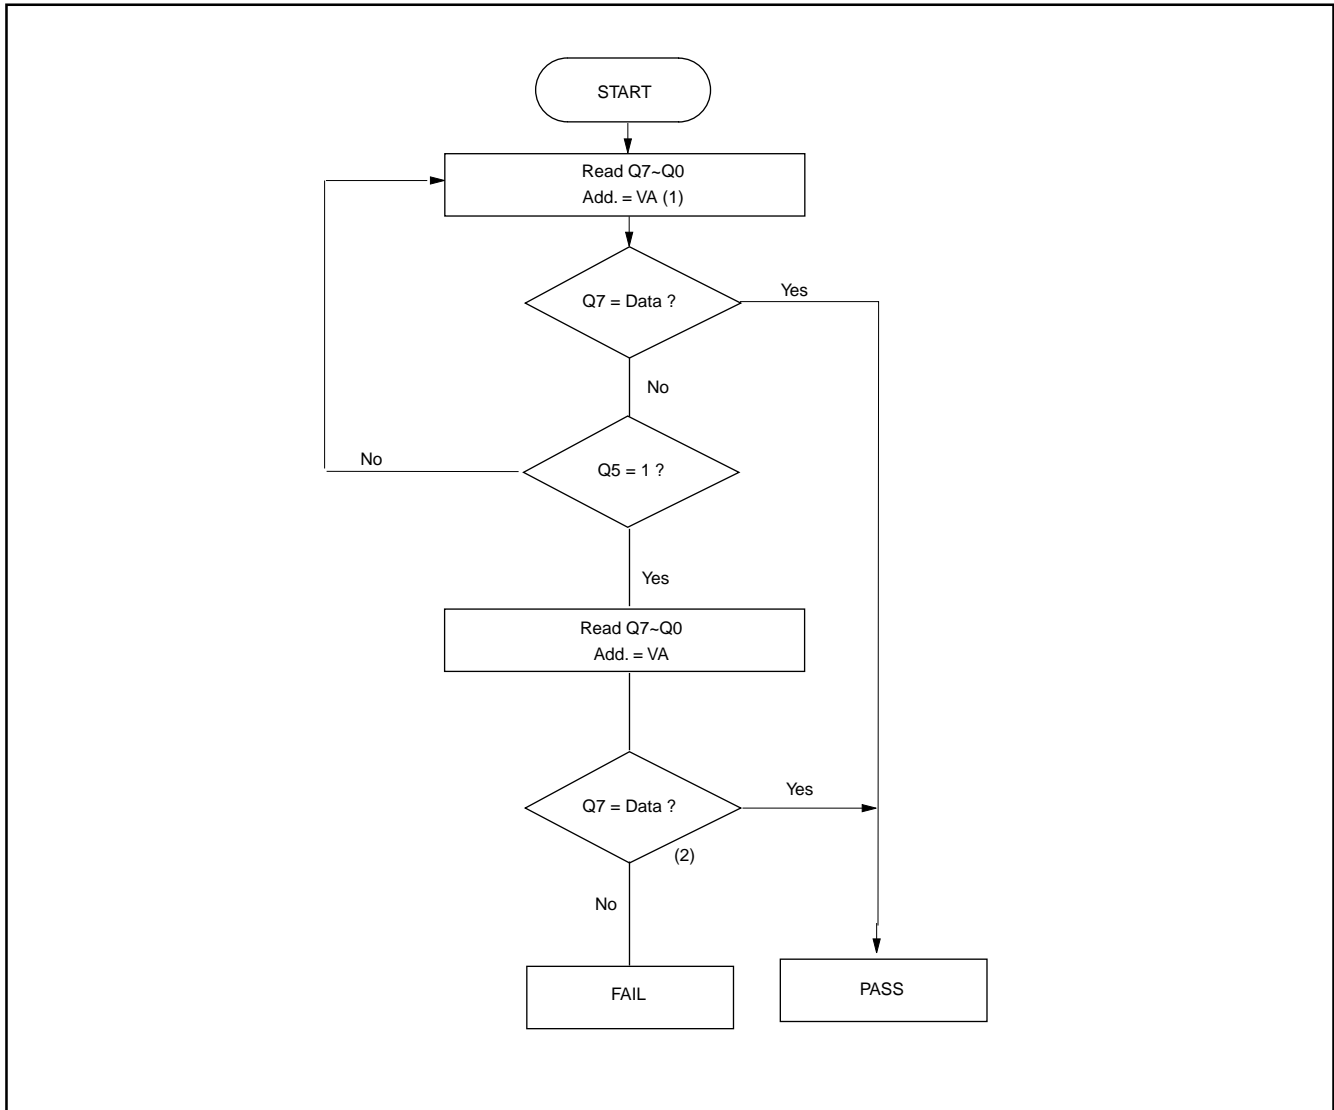 START
Read Q7~Q0
Add. = VA (1)
Q7 = Data ?
Yes
No
No
Q5 = 1 ?
Yes
Read Q7~Q0
Add. = VA
Q7 = Data ?
Yes
(2)
No
FAIL
PASS